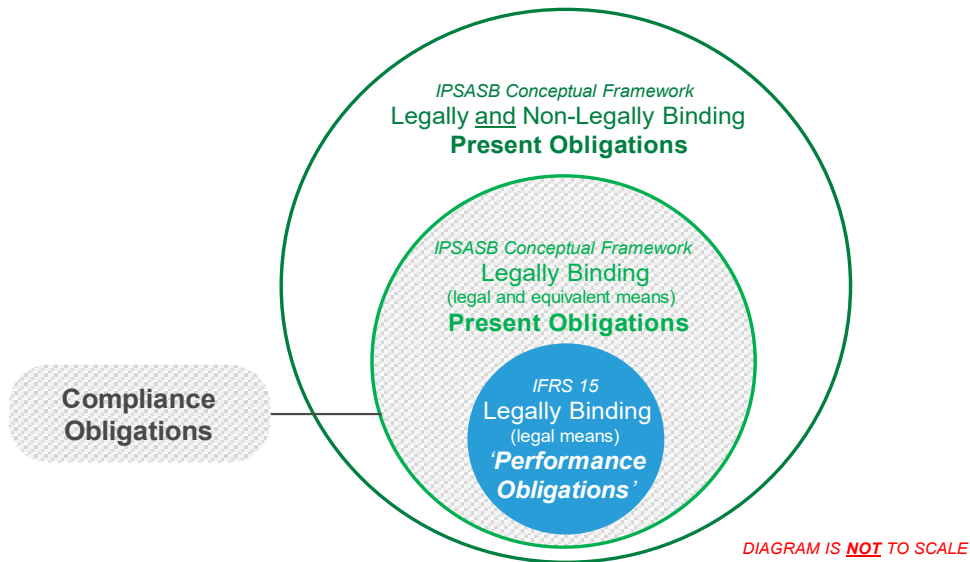 IPSASB Conceptual Framework
Legally and Non-Legally Binding
Present Obligations
IPSASB Conceptual Framework
Legally Binding
(legal and equivalent means)
Present Obligations
IFRS 15
Legally Binding
(legal means)
‘Performance
Obligations’
Compliance
Obligations
DIAGRAM IS NOT TO SCALE